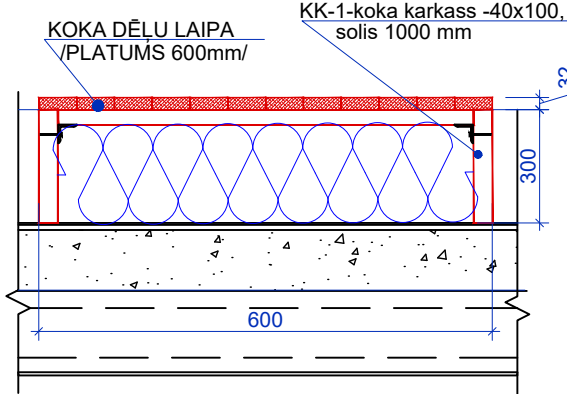 KOKA DĒĻU LAIPA
/PLATUMS 600mm/
KK-1-koka karkass -40x100,
solis 1000 mm
32
300
600